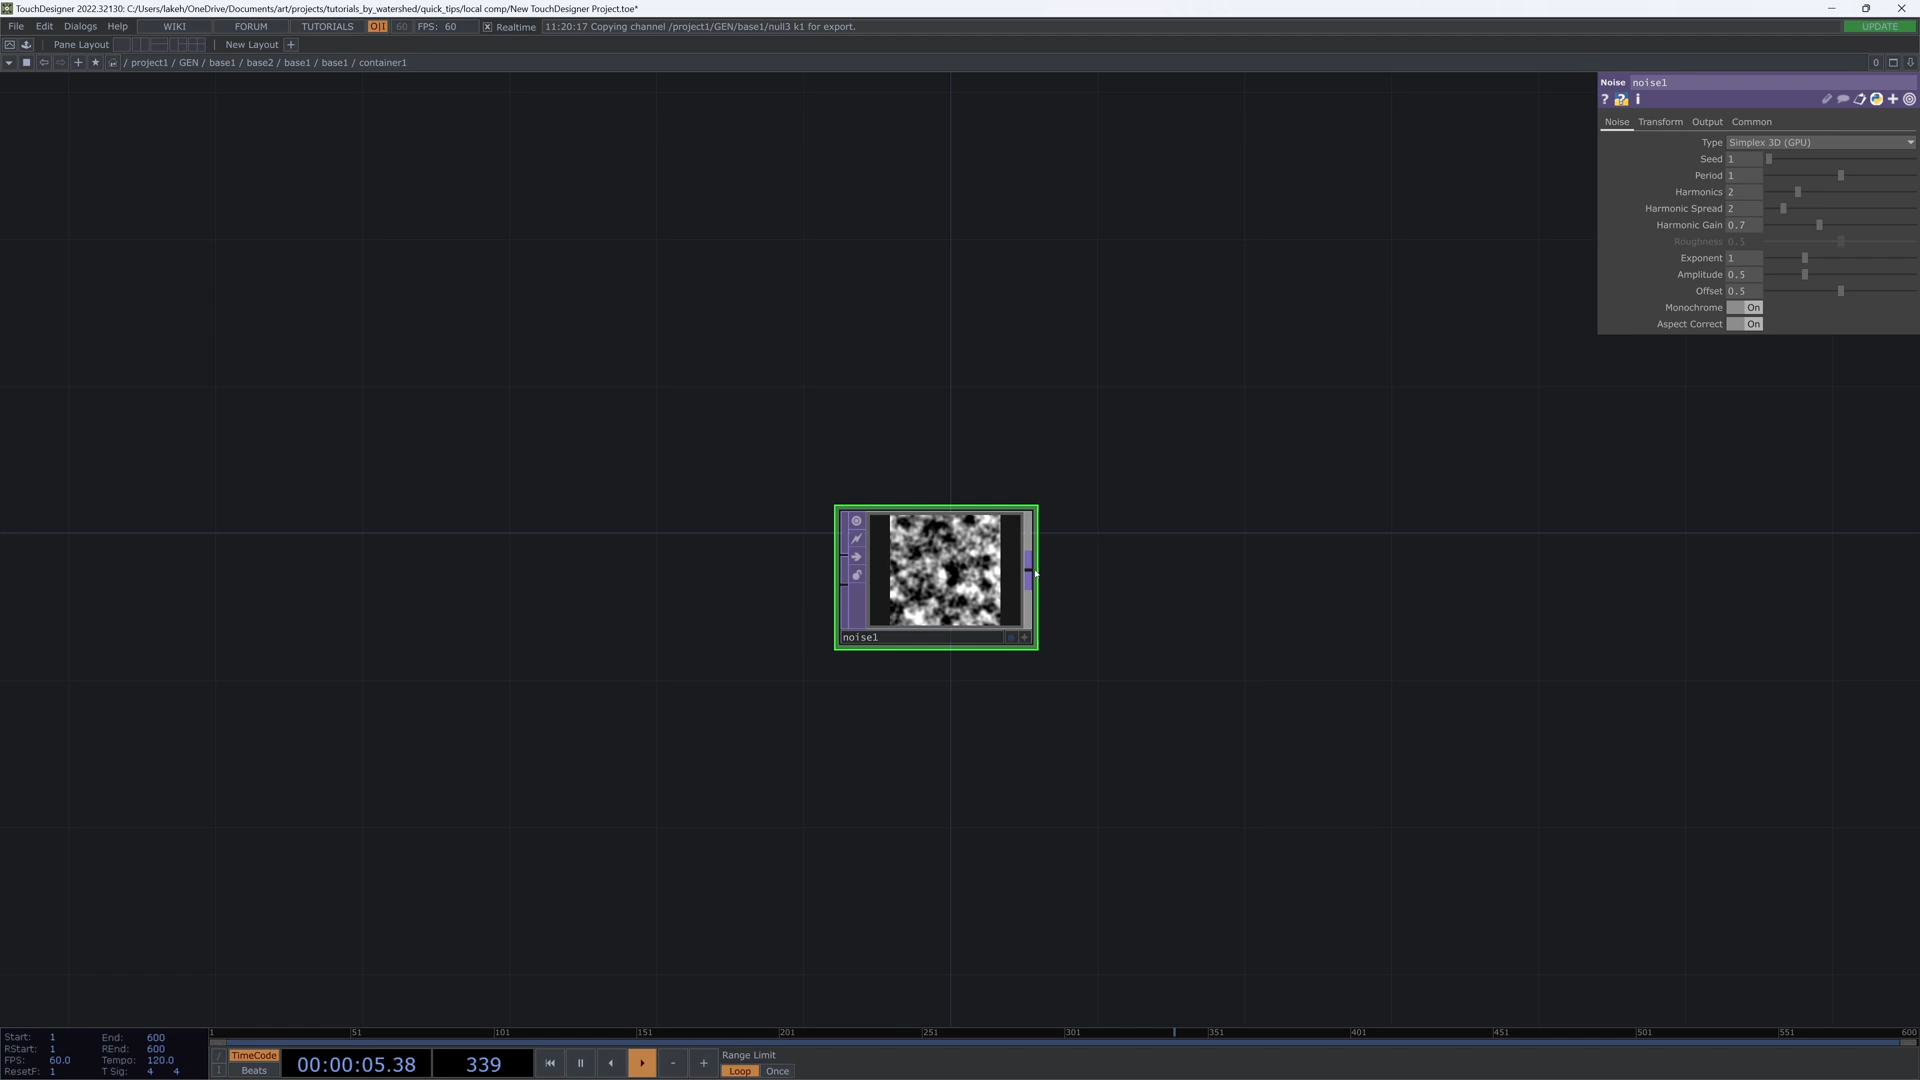 TouchDesigner 2022.32130: C:/Users/lakeh/OneDrive/Documents/art/projects/tutorials_by_watershed/quick_tips/local comp/New TouchDesigner Project.toe*
File Edit Dialogs Help WIKI FORUM TUTORIALS O|I 60 FPS: 60 Realtime 11:20:17 Copying channel /project1/GEN/base1/null3 k1 for export. UPDATE
Pane Layout New Layout +
/ project1 / GEN / base1 / base2 / base1 / base1 / container1 0
Noise noise1
? ? i
Noise Transform Output Common
Type Simplex 3D (GPU)
Seed 1
Period 1
Harmonics 2
Harmonic Spread 2
Harmonic Gain 0.7
Roughness 0.5
Exponent 1
Amplitude 0.5
Offset 0.5
Monochrome On
Aspect Correct On
noise1
1 51 101 151 201 251 301 351 401 451 501 551 600
Start: 1 End: 600
RStart: 1 REnd: 600
FPS: 60.0 Tempo: 120.0
ResetF: 1 T Sig: 4 4
TimeCode
Beats
00:00:05.38 339
- +
Range Limit
Loop Once